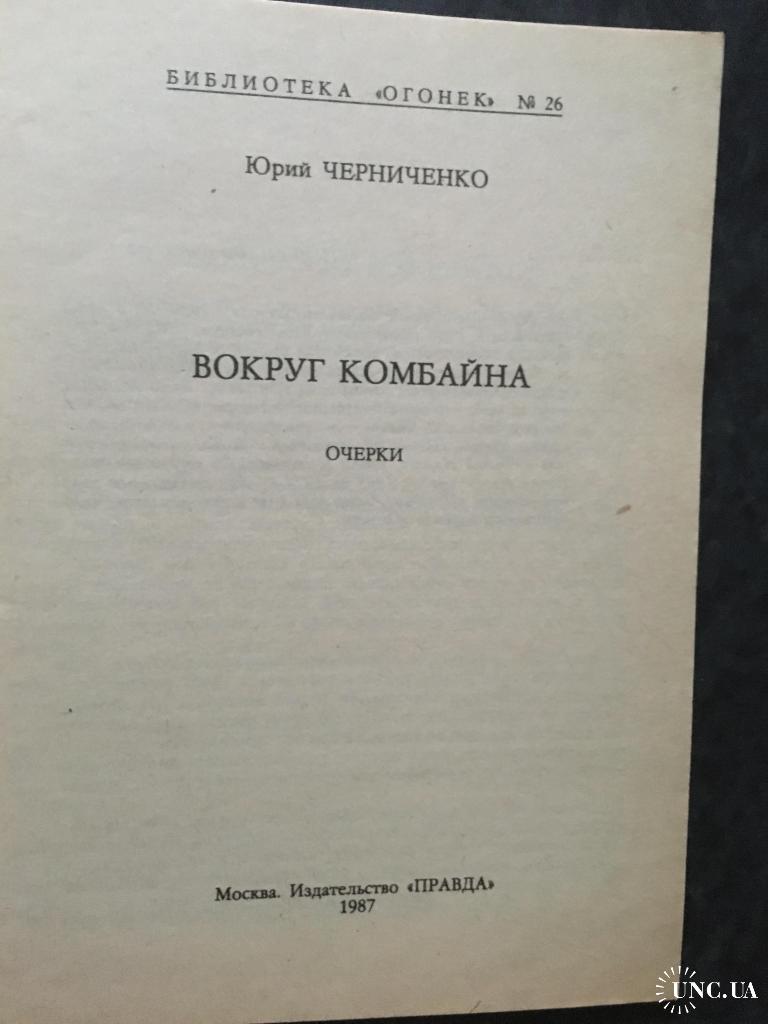 БИБЛИОТЕКА «ОГОНЕК» № 26
Юрий ЧЕРНИЧЕНКО
ВОКРУГ КОМБАЙНА
ОЧЕРКИ
Москва. Издательство «ПРАВДА»
1987
UNC.UA